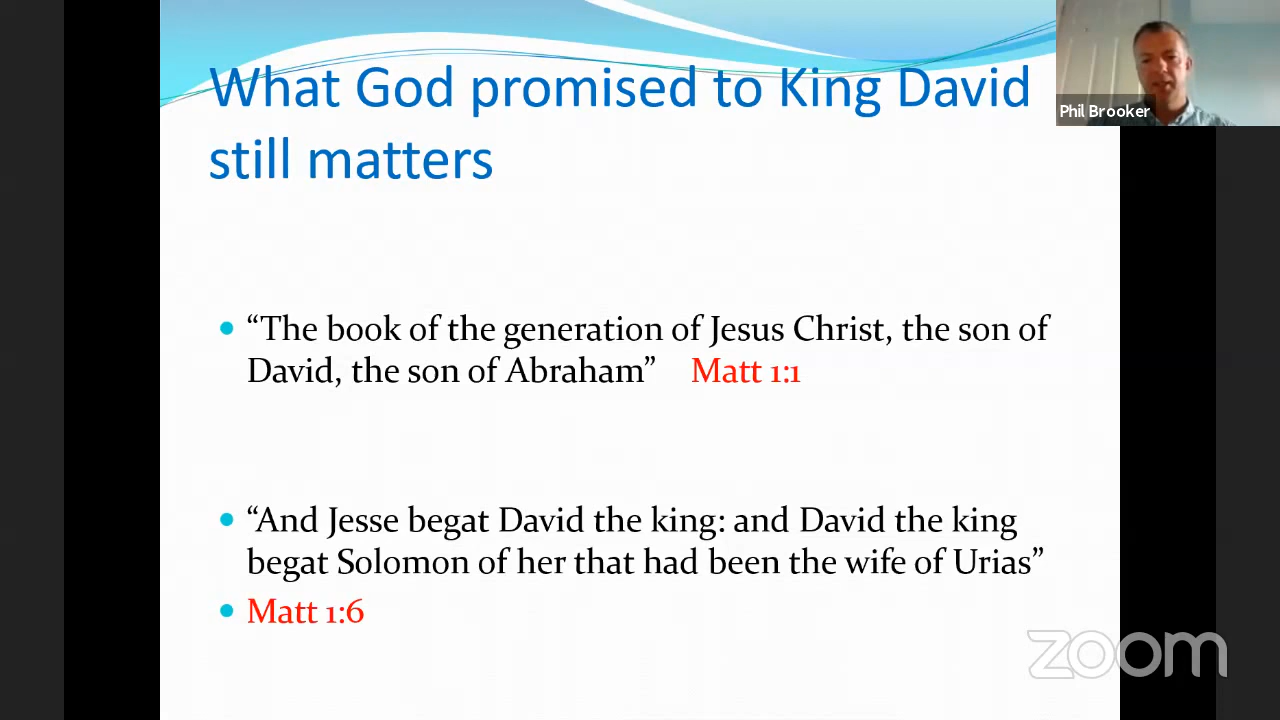 What God promised to King David
still matters
Phil Brooker
“The book of the generation of Jesus Christ, the son of
David, the son of Abraham” Matt 1:1
“And Jesse begat David the king: and David the king
begat Solomon of her that had been the wife of Urias”
Matt 1:6
zoom